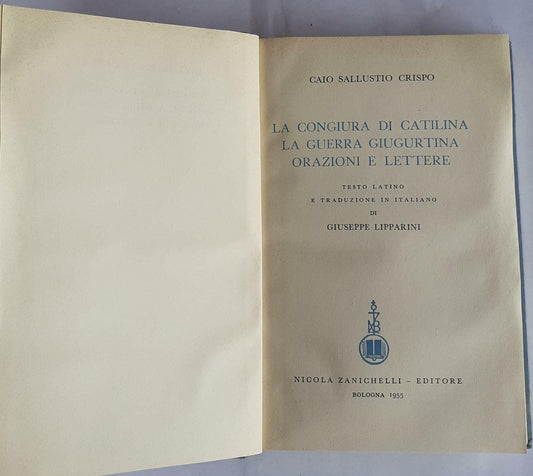 CAIO SALLUSTIO CRISPO
LA CONGIURA DI CATILINA
LA GUERRA GIUGURTINA
ORAZIONI E LETTERE
TESTO LATINO
E TRADUZIONE IN ITALIANO
DI
GIUSEPPE LIPPARINI
NICOLA ZANICHELLI – EDITORE
BOLOGNA 1955